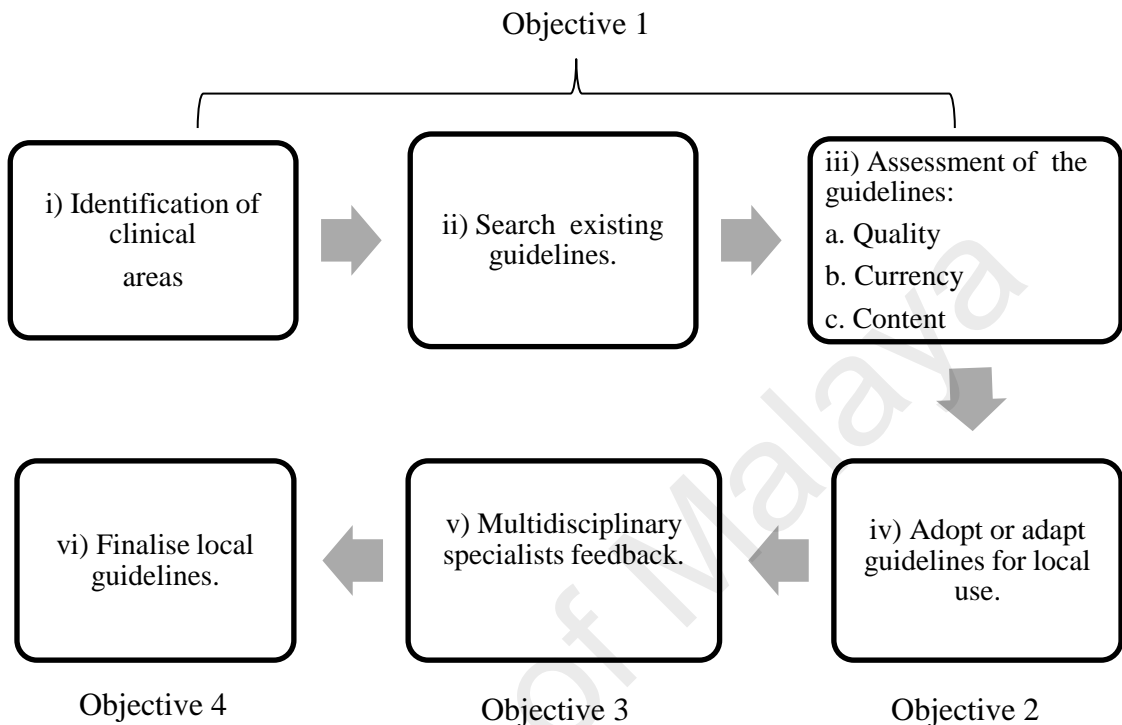 Objective 1
i) Identification of
clinical
areas
ii) Search existing
guidelines.
iii) Assessment of the
guidelines:
a. Quality
b. Currency
c. Content
iv) Adopt or adapt
guidelines for local
use.
v) Multidisciplinary
specialists feedback.
vi) Finalise local
guidelines.
Objective 4
Objective 3
Objective 2
of Malaya